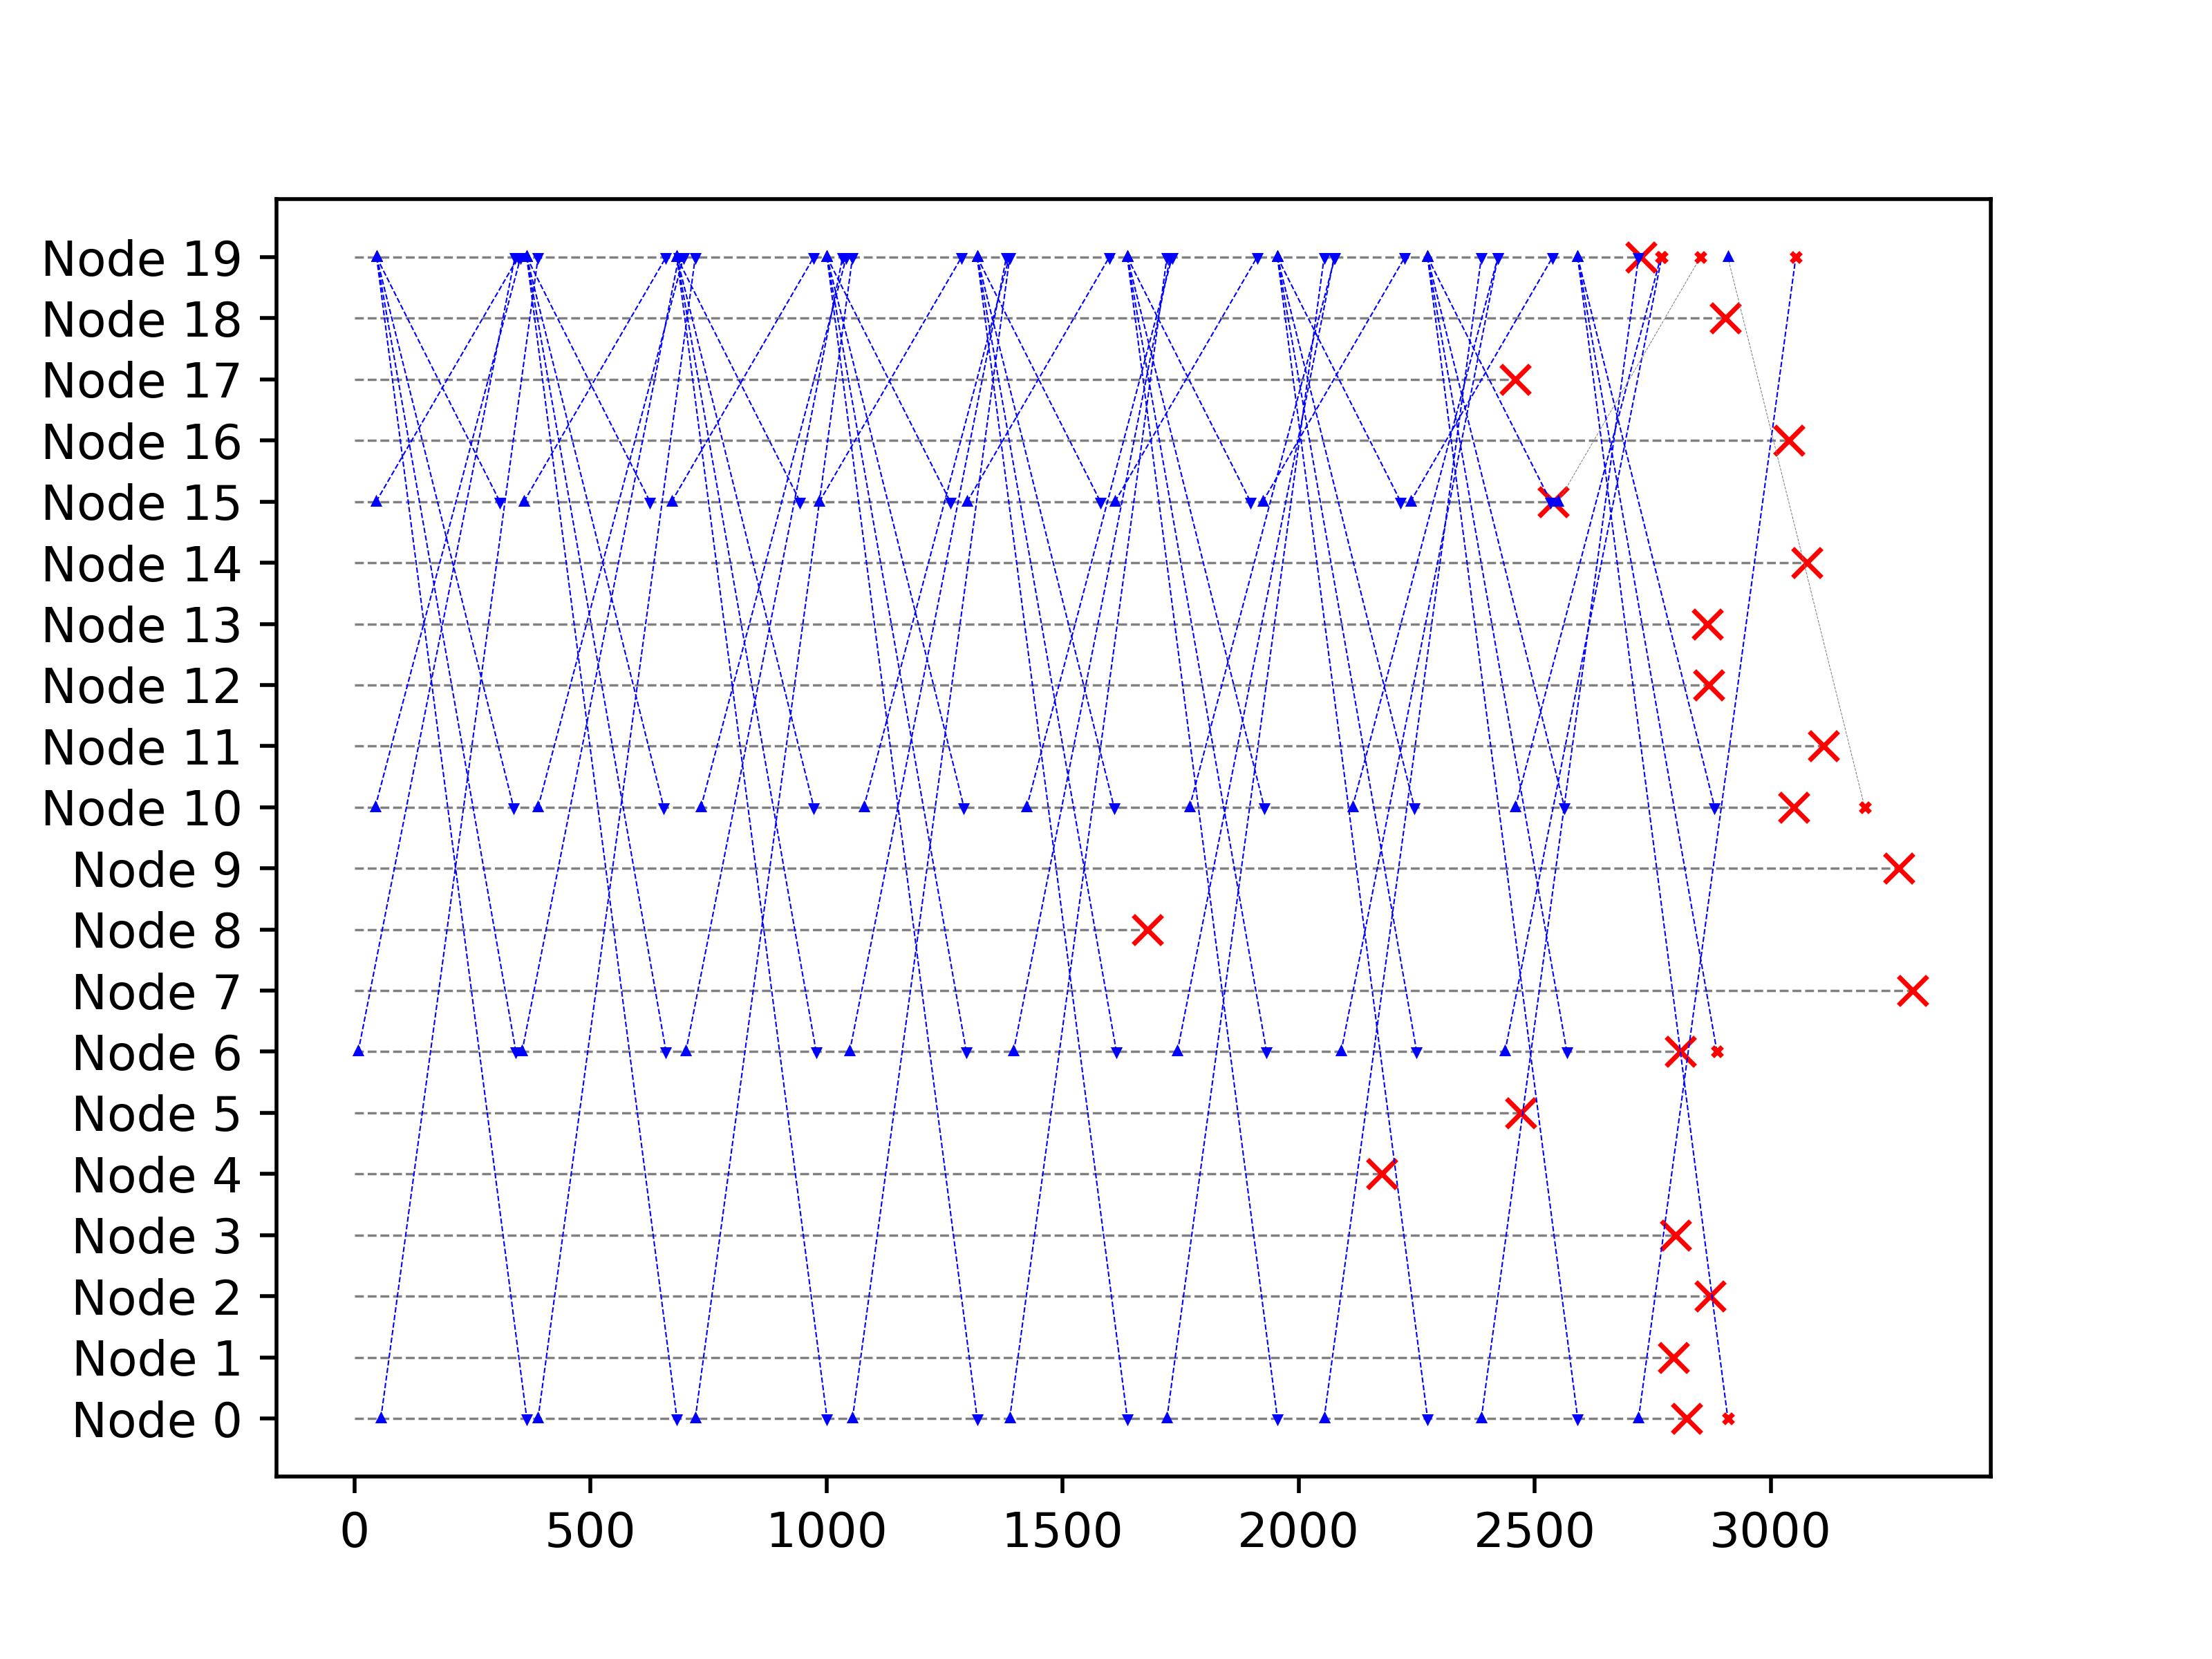 Node 19
Node 18
Node 17
Node 16
Node 15
Node 14
Node 13
Node 12
Node 11
Node 10
Node 9
Node 8
Node 7
Node 6
Node 5
Node 4
Node 3
Node 2
Node 1
Node 0
0 500 1000 1500 2000 2500 3000